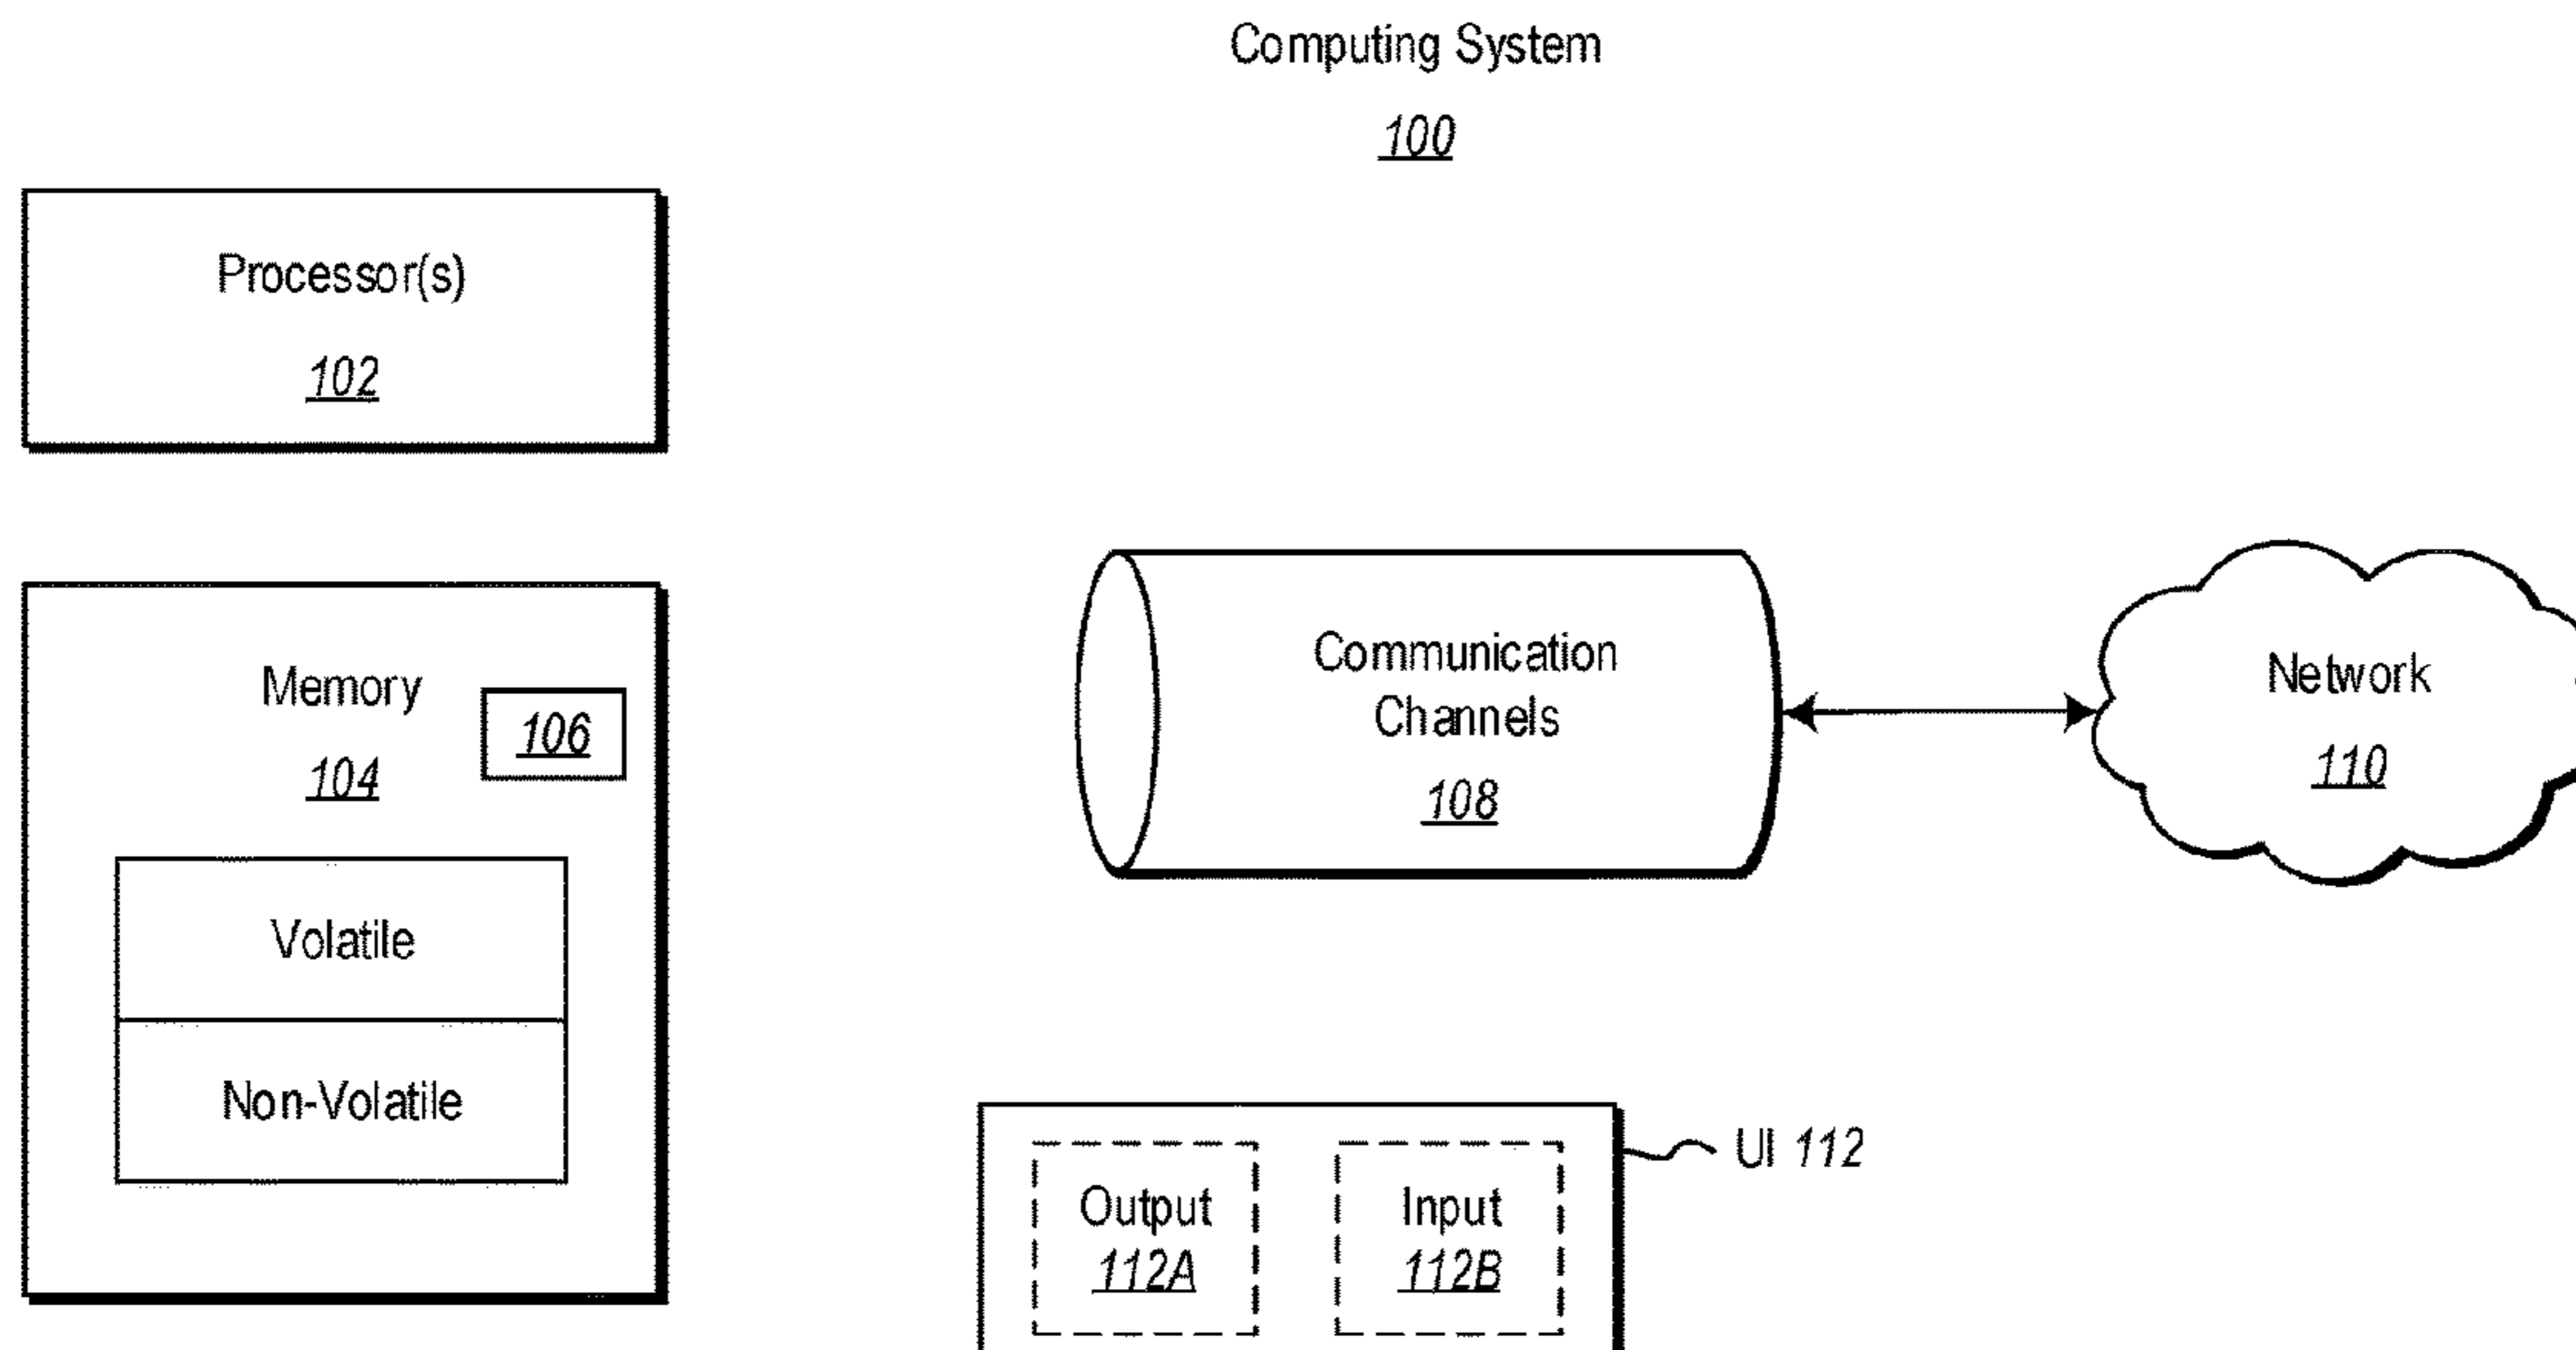 Computing System
100
Processor(s)
102
Memory
104
106
Volatile
Non-Volatile
Communication
Channels
108
Network
110
UI 112
Output
112A
Input
112B